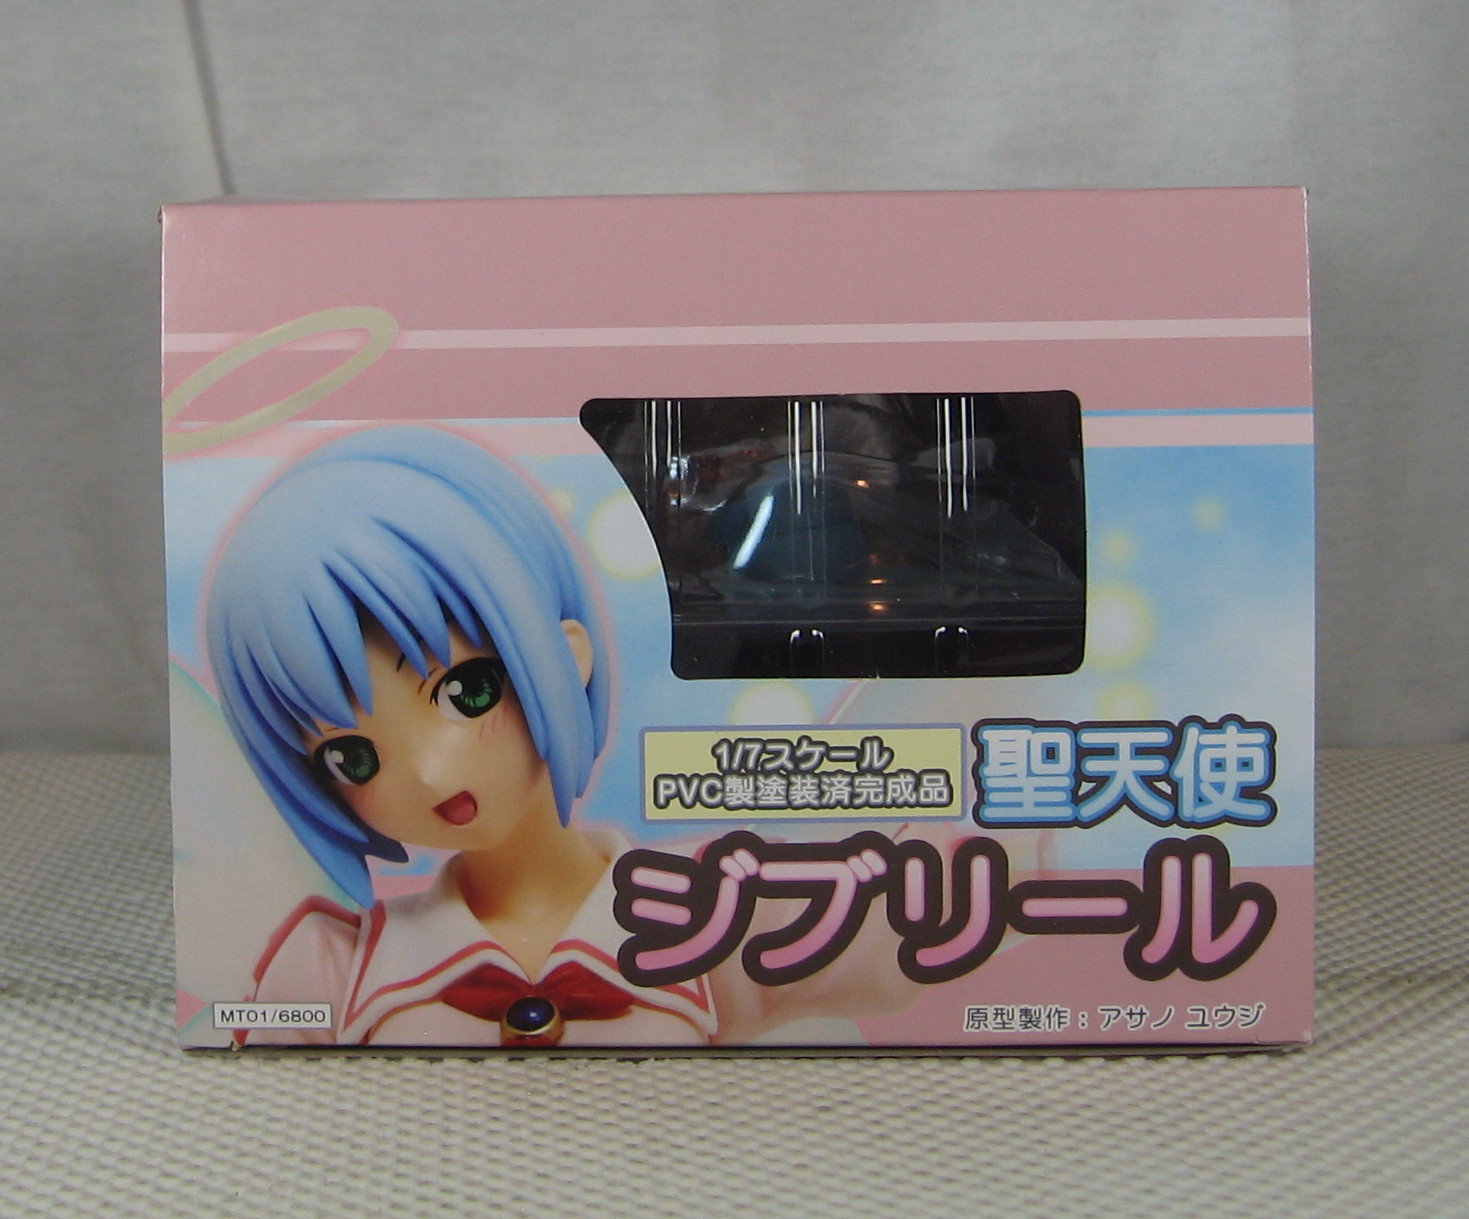 1/7スケール
PVC製塗装済完成品
聖天使
ジブリール
MT01/6800
原型製作：アサノ ユウジ